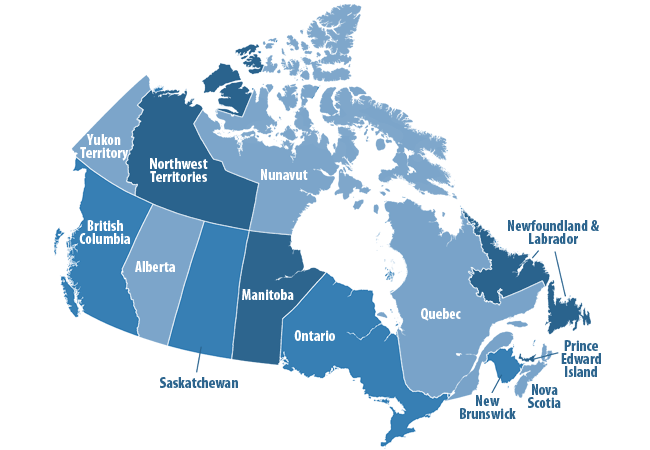 Yukon
Territory
Northwest
Territories
Nunavut
British
Columbia
Alberta
Newfoundland &
Labrador
Manitoba
Quebec
Ontario
Saskatchewan
Prince
Edward
Island
Nova
Scotia
New
Brunswick